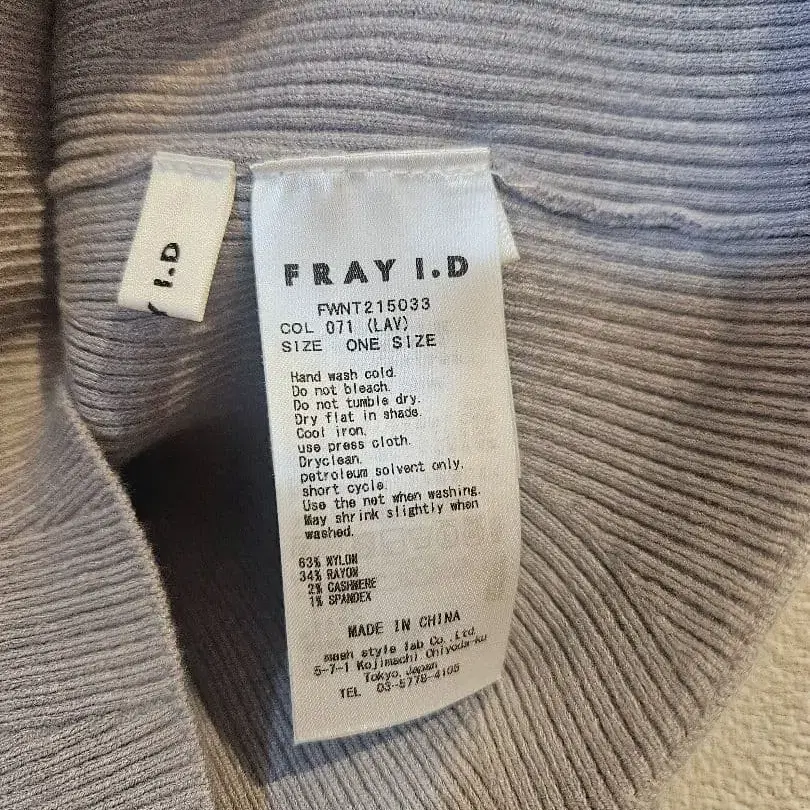 FRAY I.D
FWNT215033
COL 071 (LAV)
SIZE ONE SIZE
Hand wash cold.
Do not bleach.
Do not tumble dry.
Dry flat in shade.
Cool iron.
use press cloth.
Dryclean.
petroleum solvent only.
short cycle.
Use the net when washing.
May shrink slightly when
washed.
63% NYLON
34% RAYON
2% CASHMERE
1% SPANDEX
MADE IN CHINA
mash style lab Co.,Ltd.
5-7-1 Kojimachi Chiyoda-ku
Tokyo, Japan
TEL 03-5778-4105
I.D